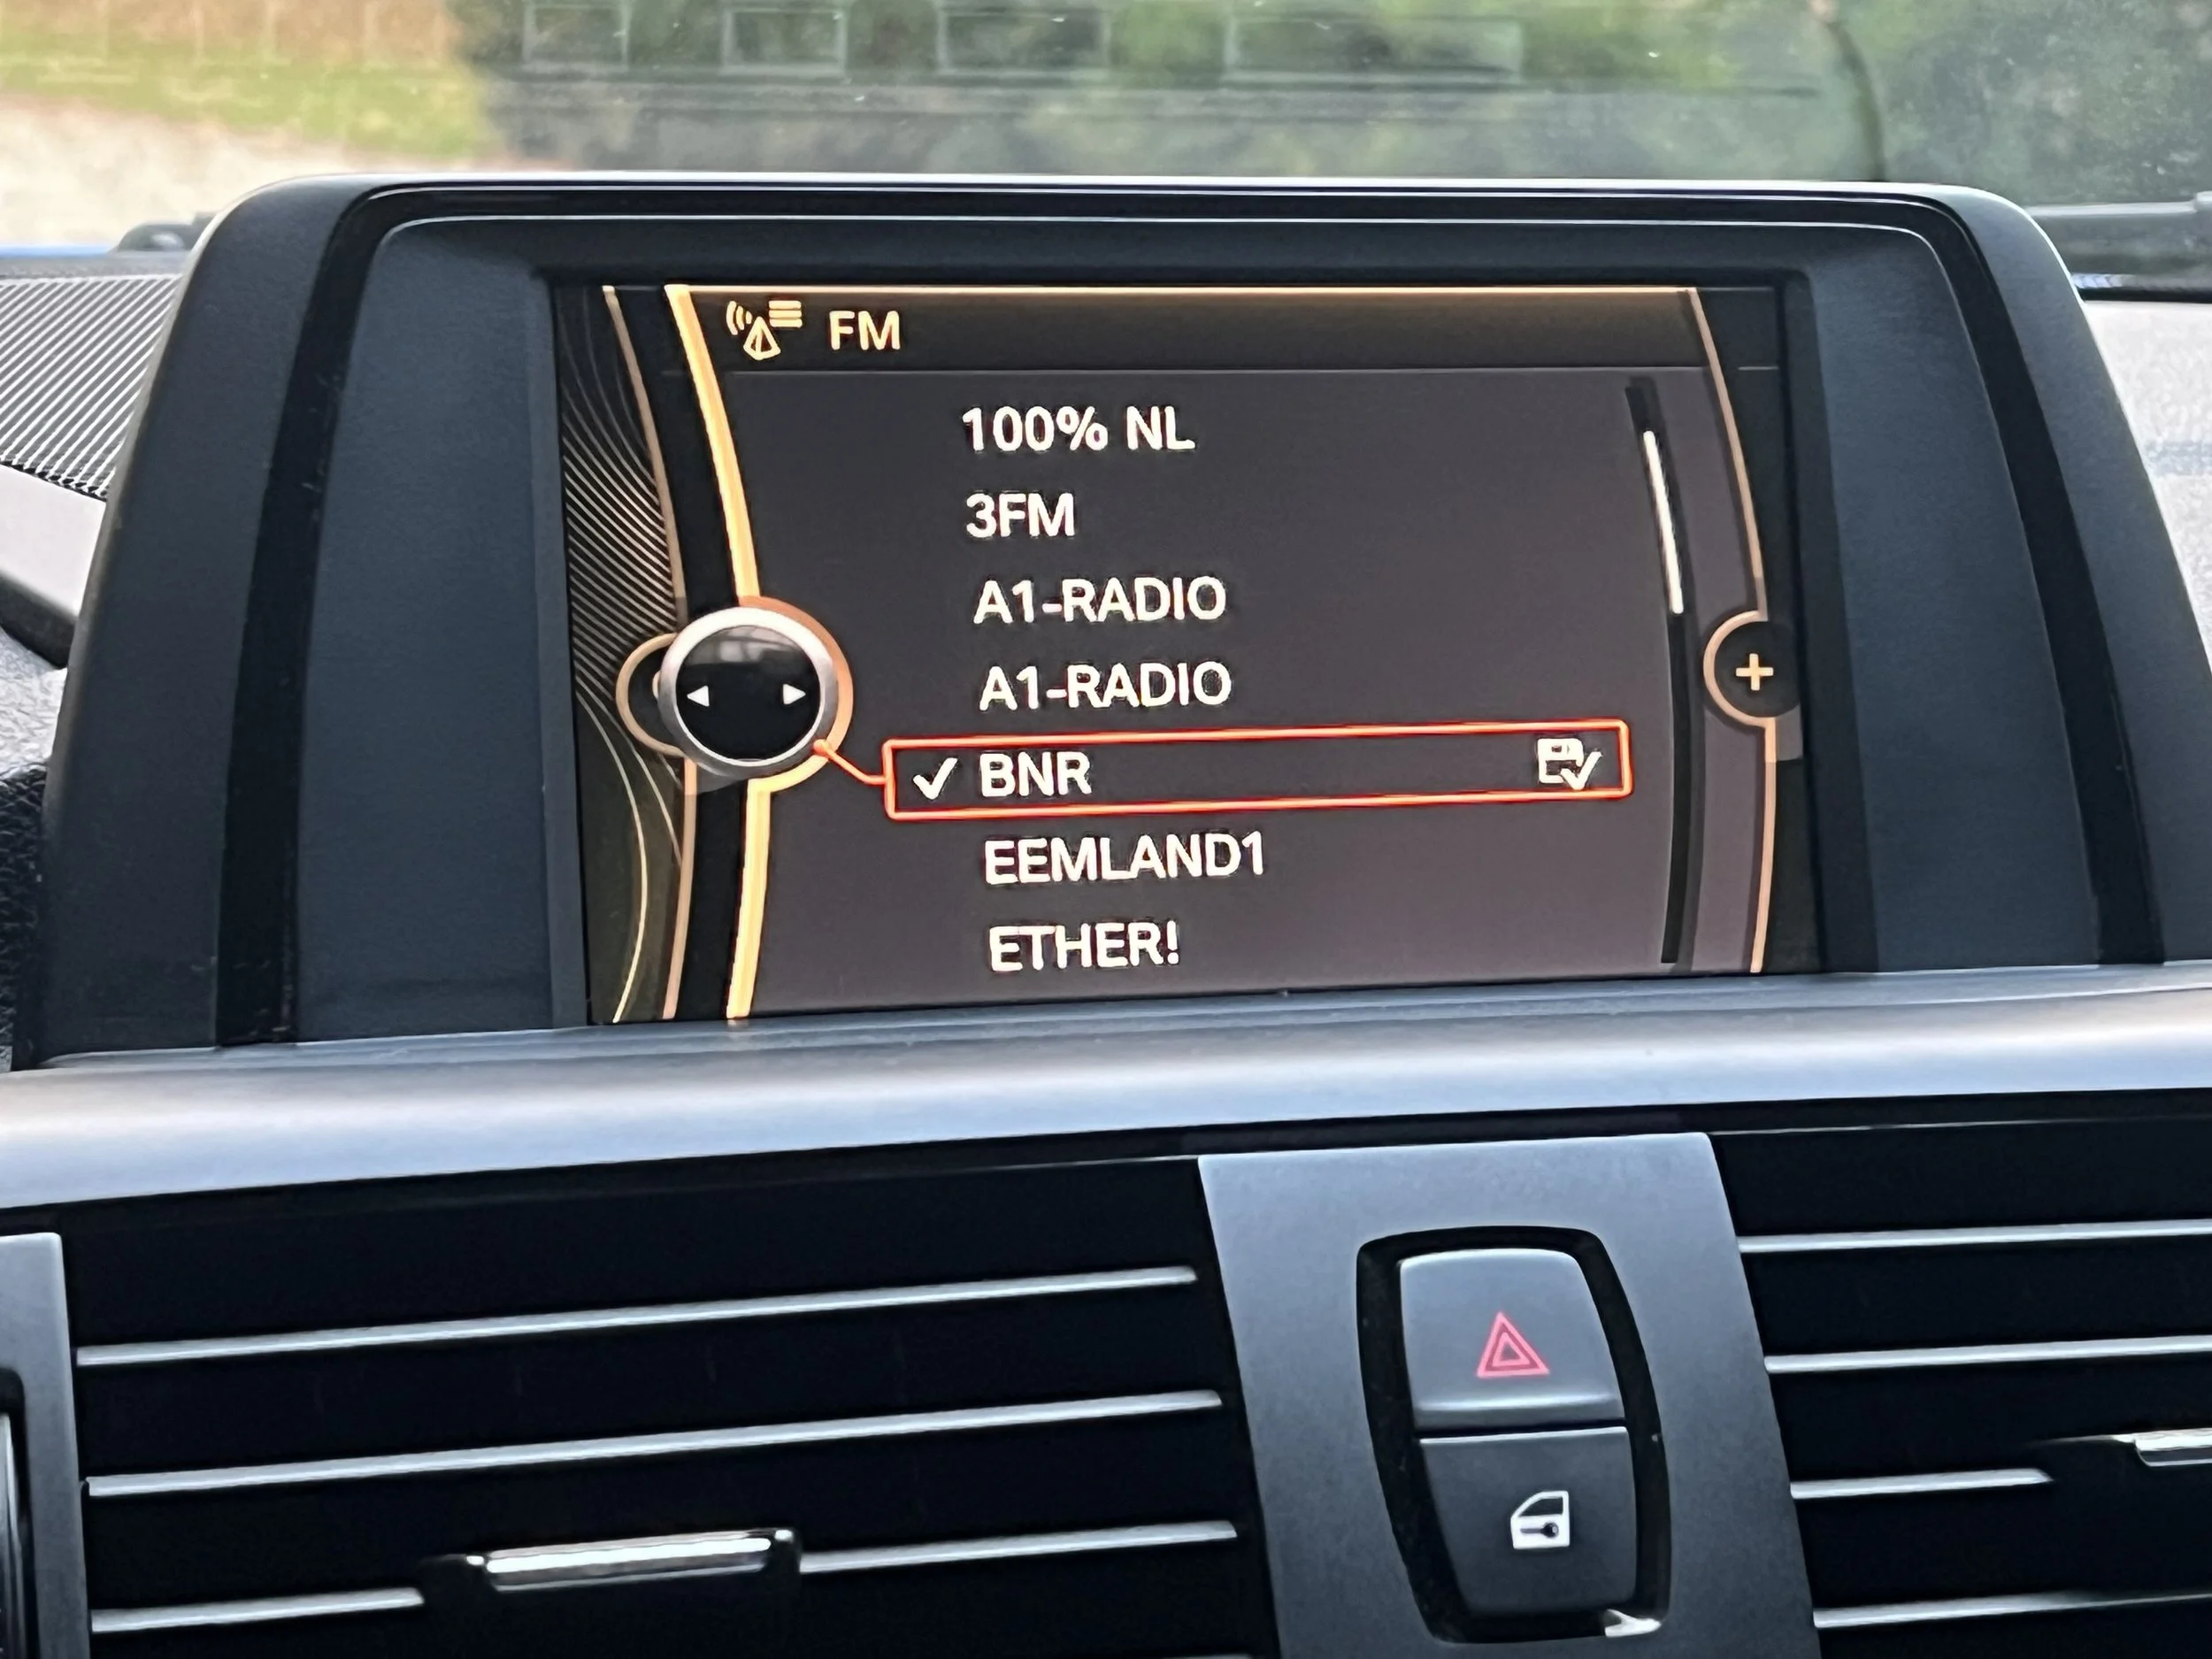 FM
100% NL
3FM
A1-RADIO
A1-RADIO
BNR
EEMLAND1
ETHER!